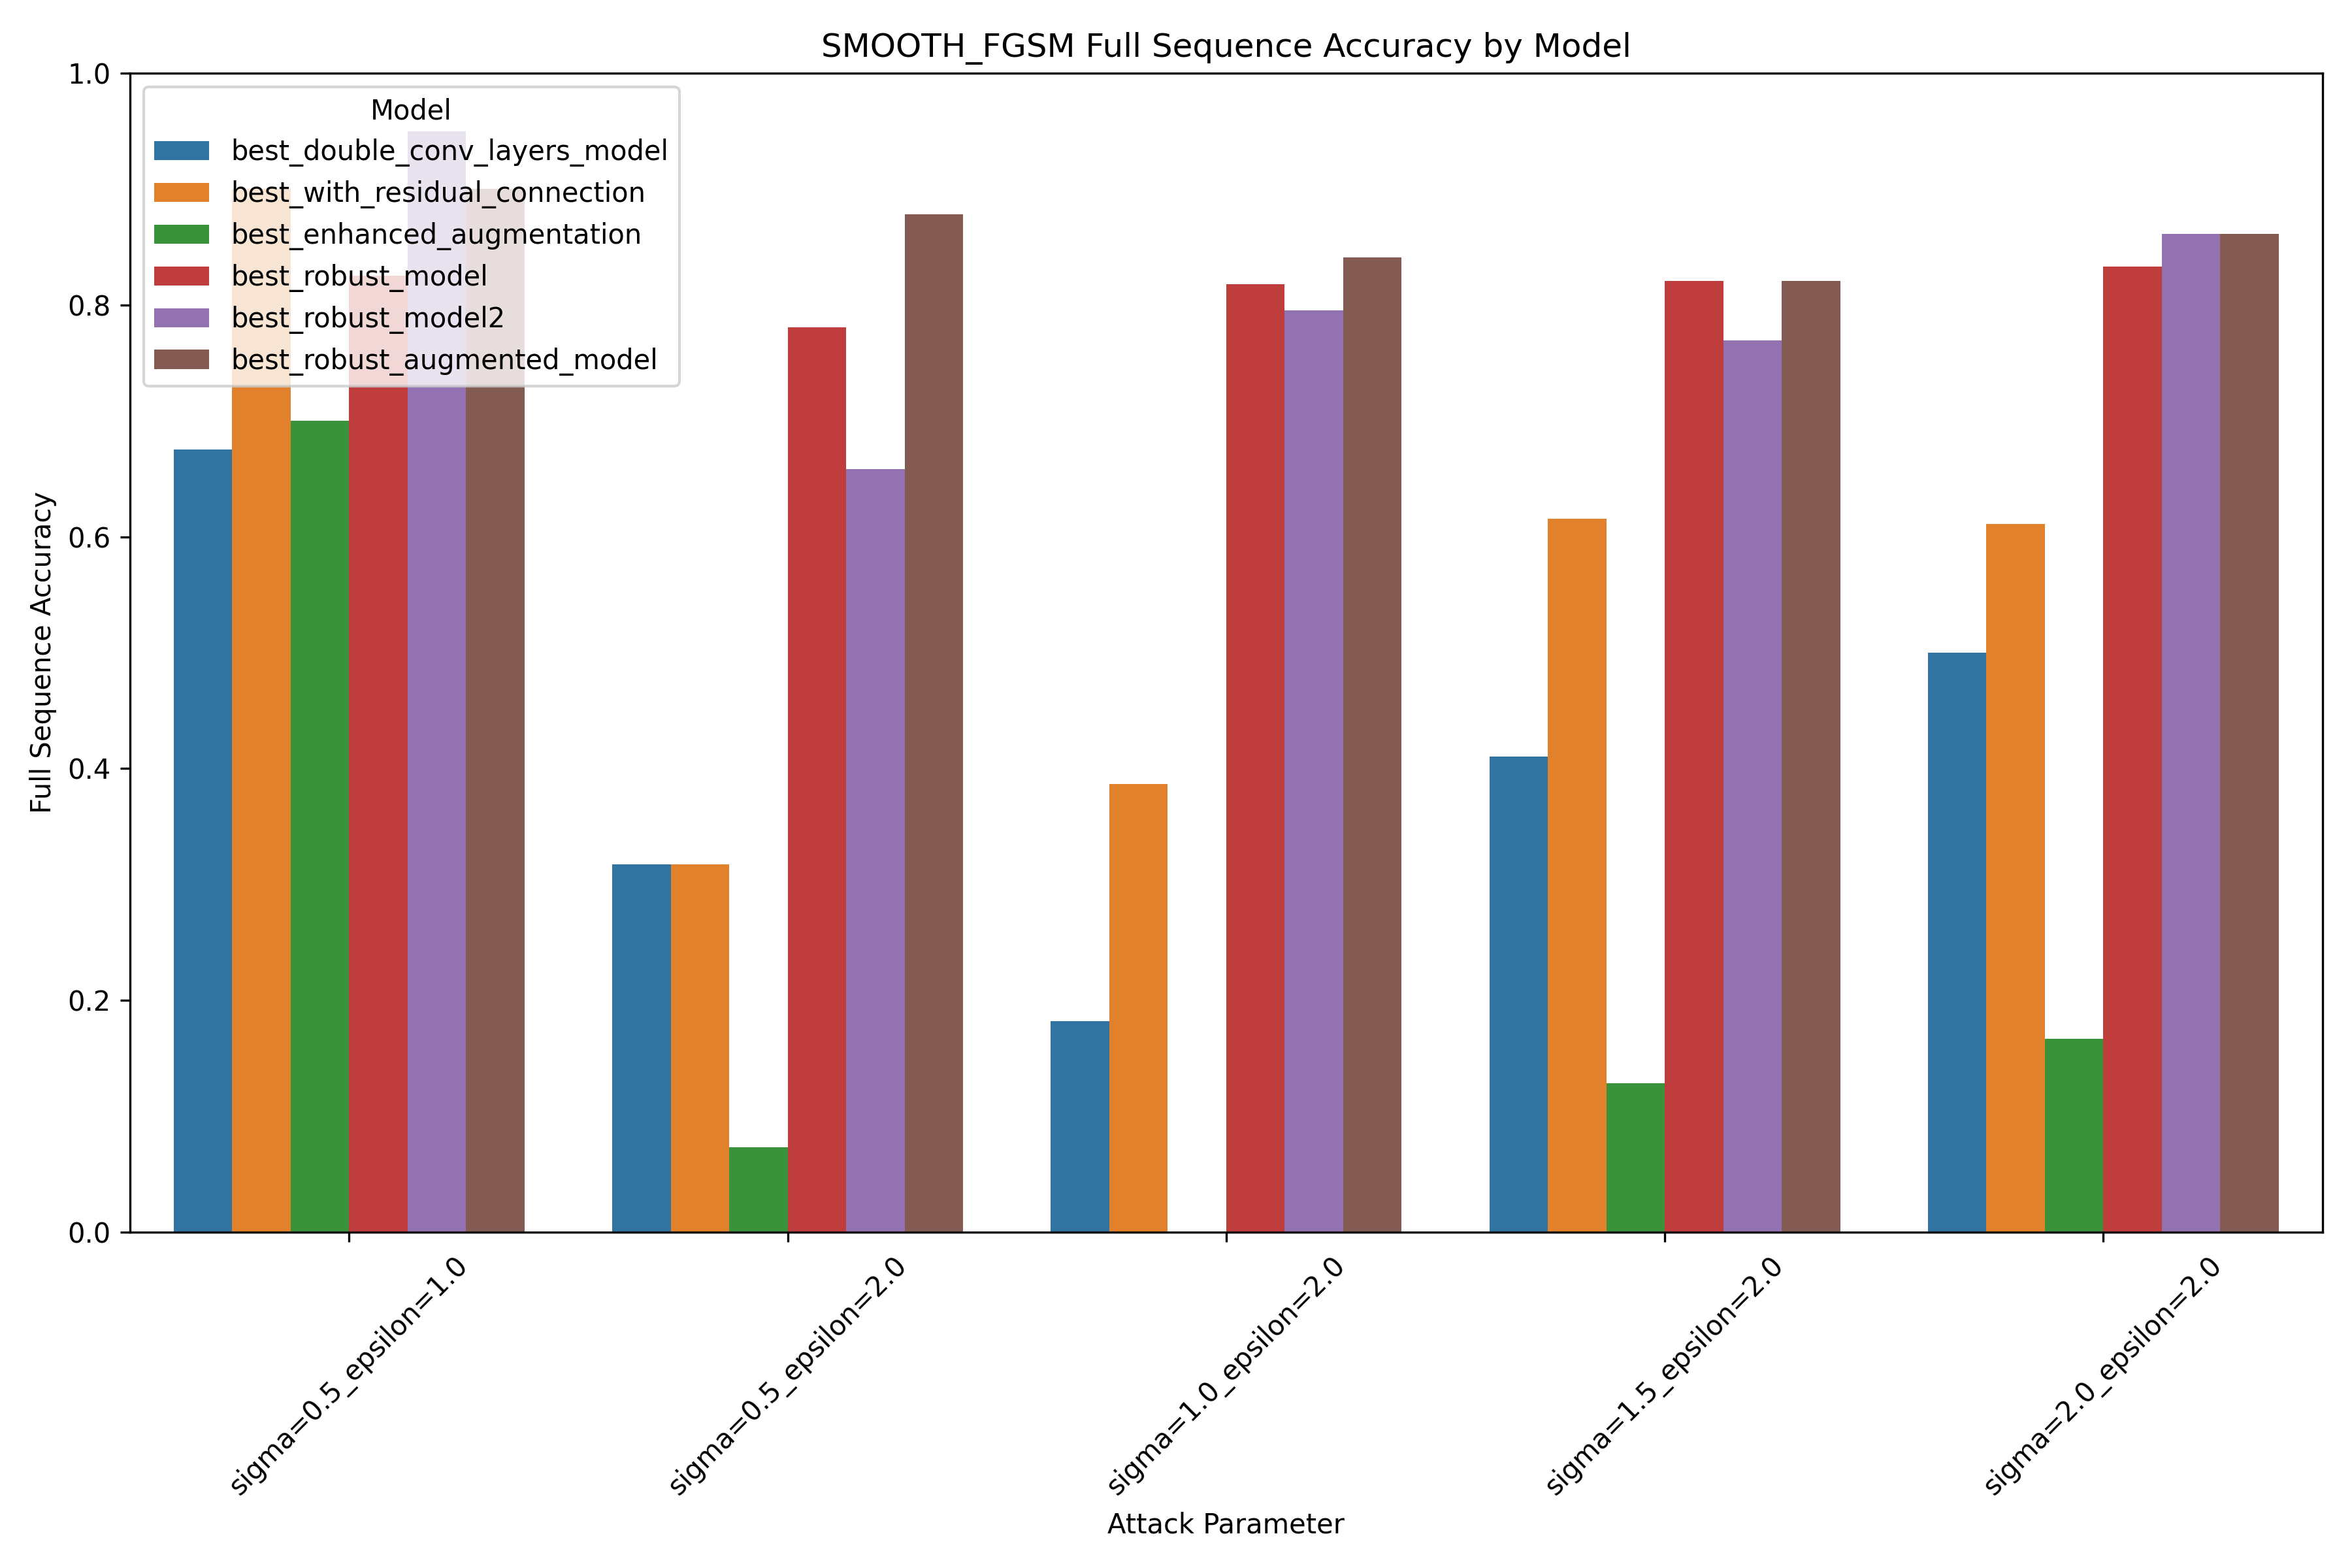 SMOOTH_FGSM Full Sequence Accuracy by Model
Model
best_double_conv_layers_model
best_with_residual_connection
best_enhanced_augmentation
best_robust_model
best_robust_model2
best_robust_augmented_model
Full Sequence Accuracy
1.0
0.8
0.6
0.4
0.2
0.0
sigma=0.5_epsilon=1.0
sigma=0.5_epsilon=2.0
sigma=1.0_epsilon=2.0
sigma=1.5_epsilon=2.0
sigma=2.0_epsilon=2.0
Attack Parameter